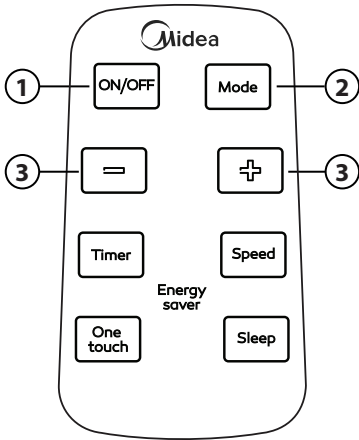 Midea
1 ON/OFF Mode 2
3 − + 3
Timer Speed
Energy
saver
One
touch
Sleep